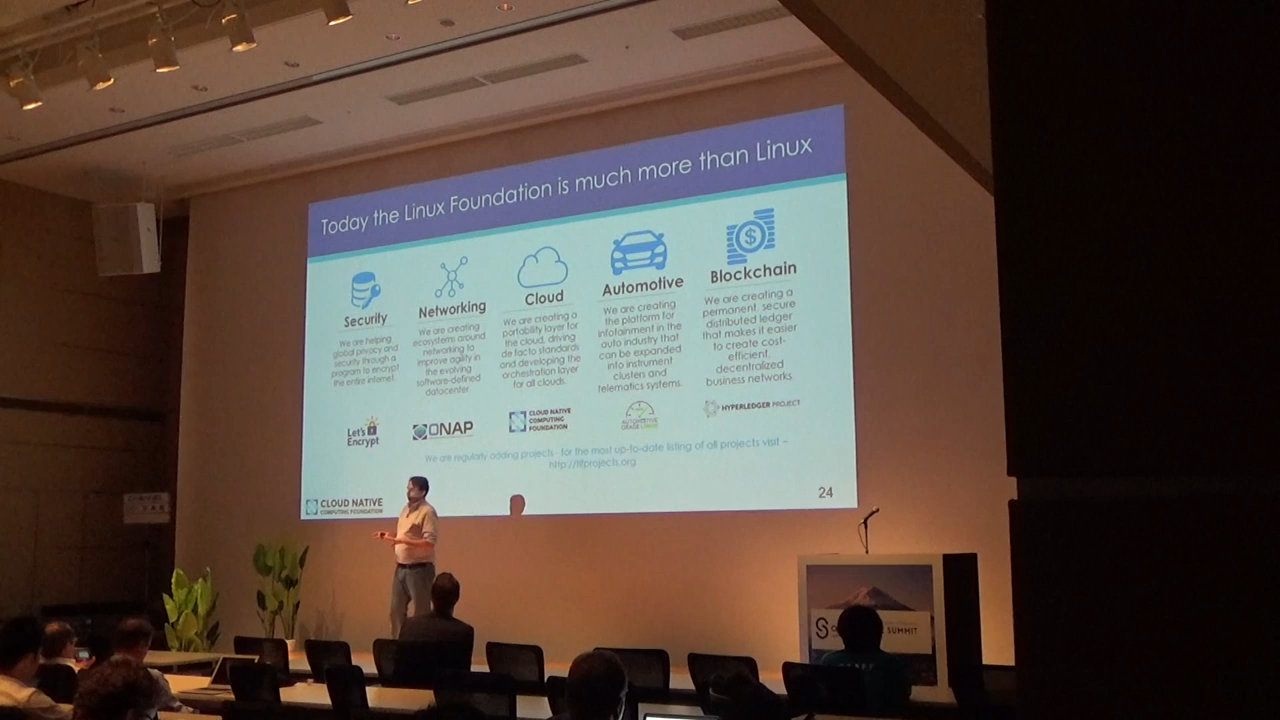 Today the Linux Foundation is much more than Linux
Security
We are helping
global privacy and
security through a
program to encrypt
the entire internet.
Let's
Encrypt
Networking
We are creating
ecosystems around
networking to
improve agility in
the evolving
software-defined
datacenter.
ONAP
Cloud
We are creating a
portability layer for
the cloud, driving
de facto standards
and developing the
orchestration layer
for all clouds.
CLOUD NATIVE
COMPUTING
FOUNDATION
Automotive
We are creating
the platform for
infotainment in the
auto industry that
can be expanded
into instrument
clusters and
telematics systems.
AUTOMOTIVE
GRADE LINUX
Blockchain
We are creating a
permanent, secure
distributed ledger
that makes it easier
to create cost-
efficient,
decentralized
business networks.
HYPERLEDGER PROJECT
We are regularly adding projects - for the most up-to-date listing of all projects visit –
http://lfprojects.org
CLOUD NATIVE
COMPUTING FOUNDATION
24
SUMMIT